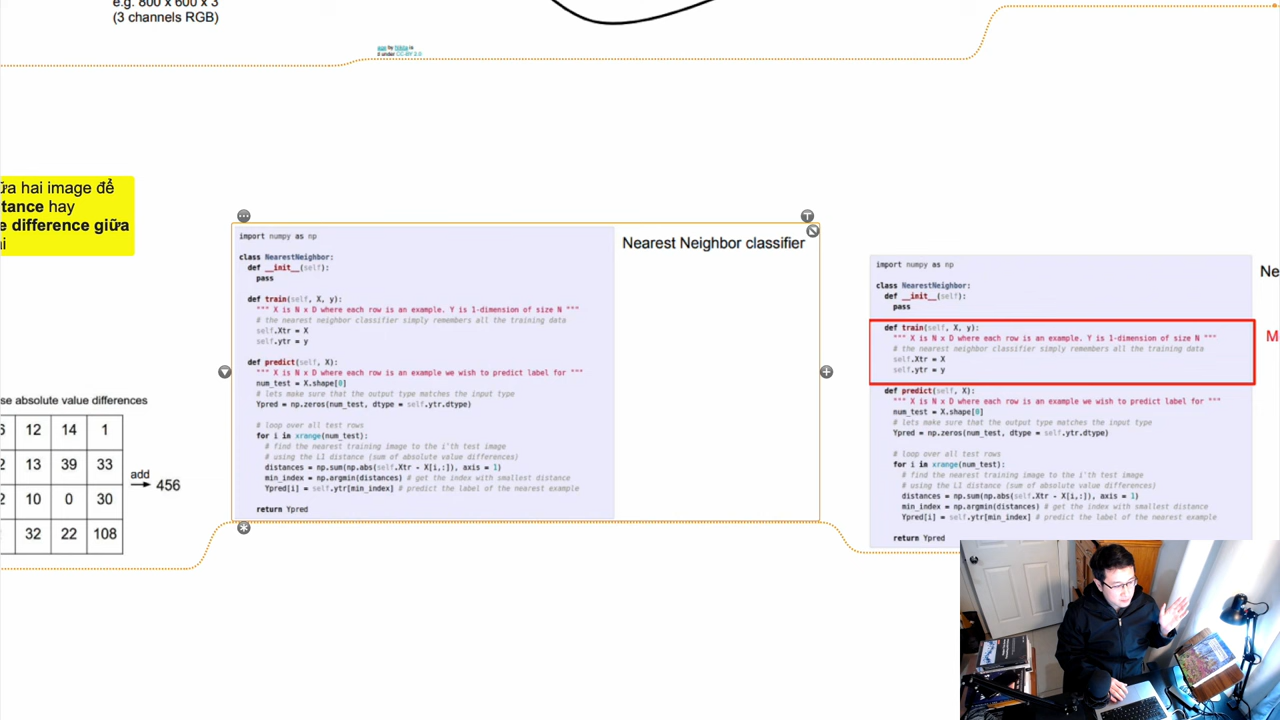 e.g. 800 x 600 x 3
(3 channels RGB)
under CC-BY 2.0
ữa hai image để
tance hay
e difference giữa
ai
se absolute value differences
12 14 1
13 39 33
10 0 30
32 22 108
add
456
import numpy as np
class NearestNeighbor:
def __init__(self):
pass
def train(self, X, y):
""" X is N x D where each row is an example. Y is 1-dimension of size N """
# the nearest neighbor classifier simply remembers all the training data
self.Xtr = X
self.ytr = y
def predict(self, X):
""" X is N x D where each row is an example we wish to predict label for """
num_test = X.shape[0]
# lets make sure that the output type matches the input type
Ypred = np.zeros(num_test, dtype = self.ytr.dtype)
# loop over all test rows
for i in xrange(num_test):
# find the nearest training image to the i'th test image
# using the L1 distance (sum of absolute value differences)
distances = np.sum(np.abs(self.Xtr - X[i,:]), axis = 1)
min_index = np.argmin(distances) # get the index with smallest distance
Ypred[i] = self.ytr[min_index] # predict the label of the nearest example
return Ypred
Nearest Neighbor classifier
import numpy as np
class NearestNeighbor:
def __init__(self):
pass
def train(self, X, y):
""" X is N x D where each row is an example. Y is 1-dimension of size N """
# the nearest neighbor classifier simply remembers all the training data
self.Xtr = X
self.ytr = y
def predict(self, X):
""" X is N x D where each row is an example we wish to predict label for """
num_test = X.shape[0]
# lets make sure that the output type matches the input type
Ypred = np.zeros(num_test, dtype = self.ytr.dtype)
# loop over all test rows
for i in xrange(num_test):
# find the nearest training image to the i'th test image
# using the L1 distance (sum of absolute value differences)
distances = np.sum(np.abs(self.Xtr - X[i,:]), axis = 1)
min_index = np.argmin(distances) # get the index with smallest distance
Ypred[i] = self.ytr[min_index] # predict the label of the nearest example
return Ypred
Ne
M